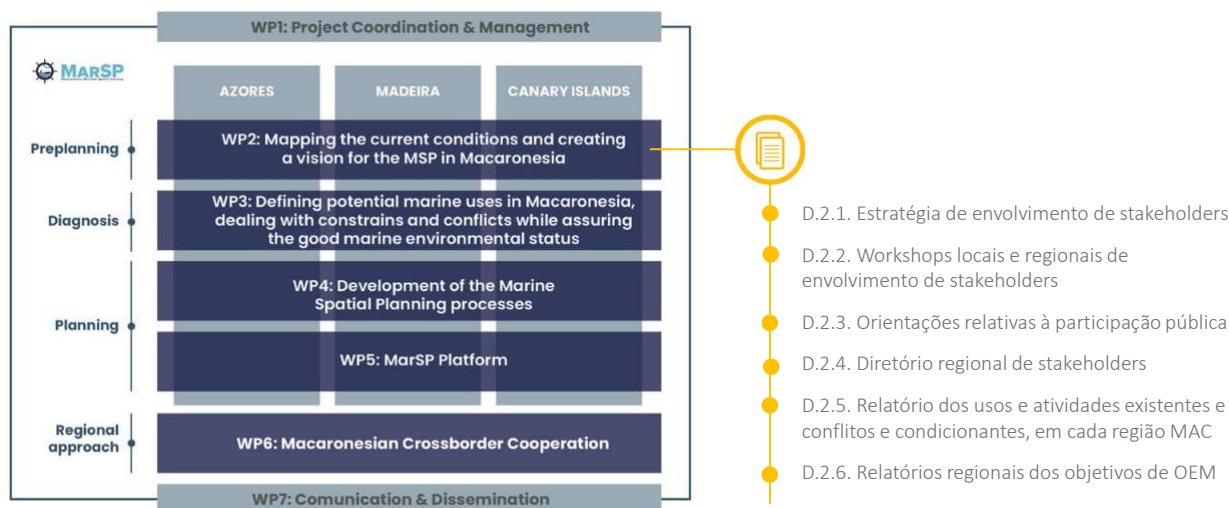 WP1: Project Coordination & Management
MARSP
AZORES
MADEIRA
CANARY ISLANDS
Preplanning
WP2: Mapping the current conditions and creating
a vision for the MSP in Macaronesia
Diagnosis
WP3: Defining potential marine uses in Macaronesia,
dealing with constrains and conflicts while assuring
the good marine environmental status
Planning
WP4: Development of the Marine
Spatial Planning processes
WP5: MarSP Platform
Regional
approach
WP6: Macaronesian Crossborder Cooperation
WP7: Comunication & Dissemination
D.2.1. Estratégia de envolvimento de stakeholders
D.2.2. Workshops locais e regionais de
envolvimento de stakeholders
D.2.3. Orientações relativas à participação pública
D.2.4. Diretório regional de stakeholders
D.2.5. Relatório dos usos e atividades existentes e
conflitos e condicionantes, em cada região MAC
D.2.6. Relatórios regionais dos objetivos de OEM